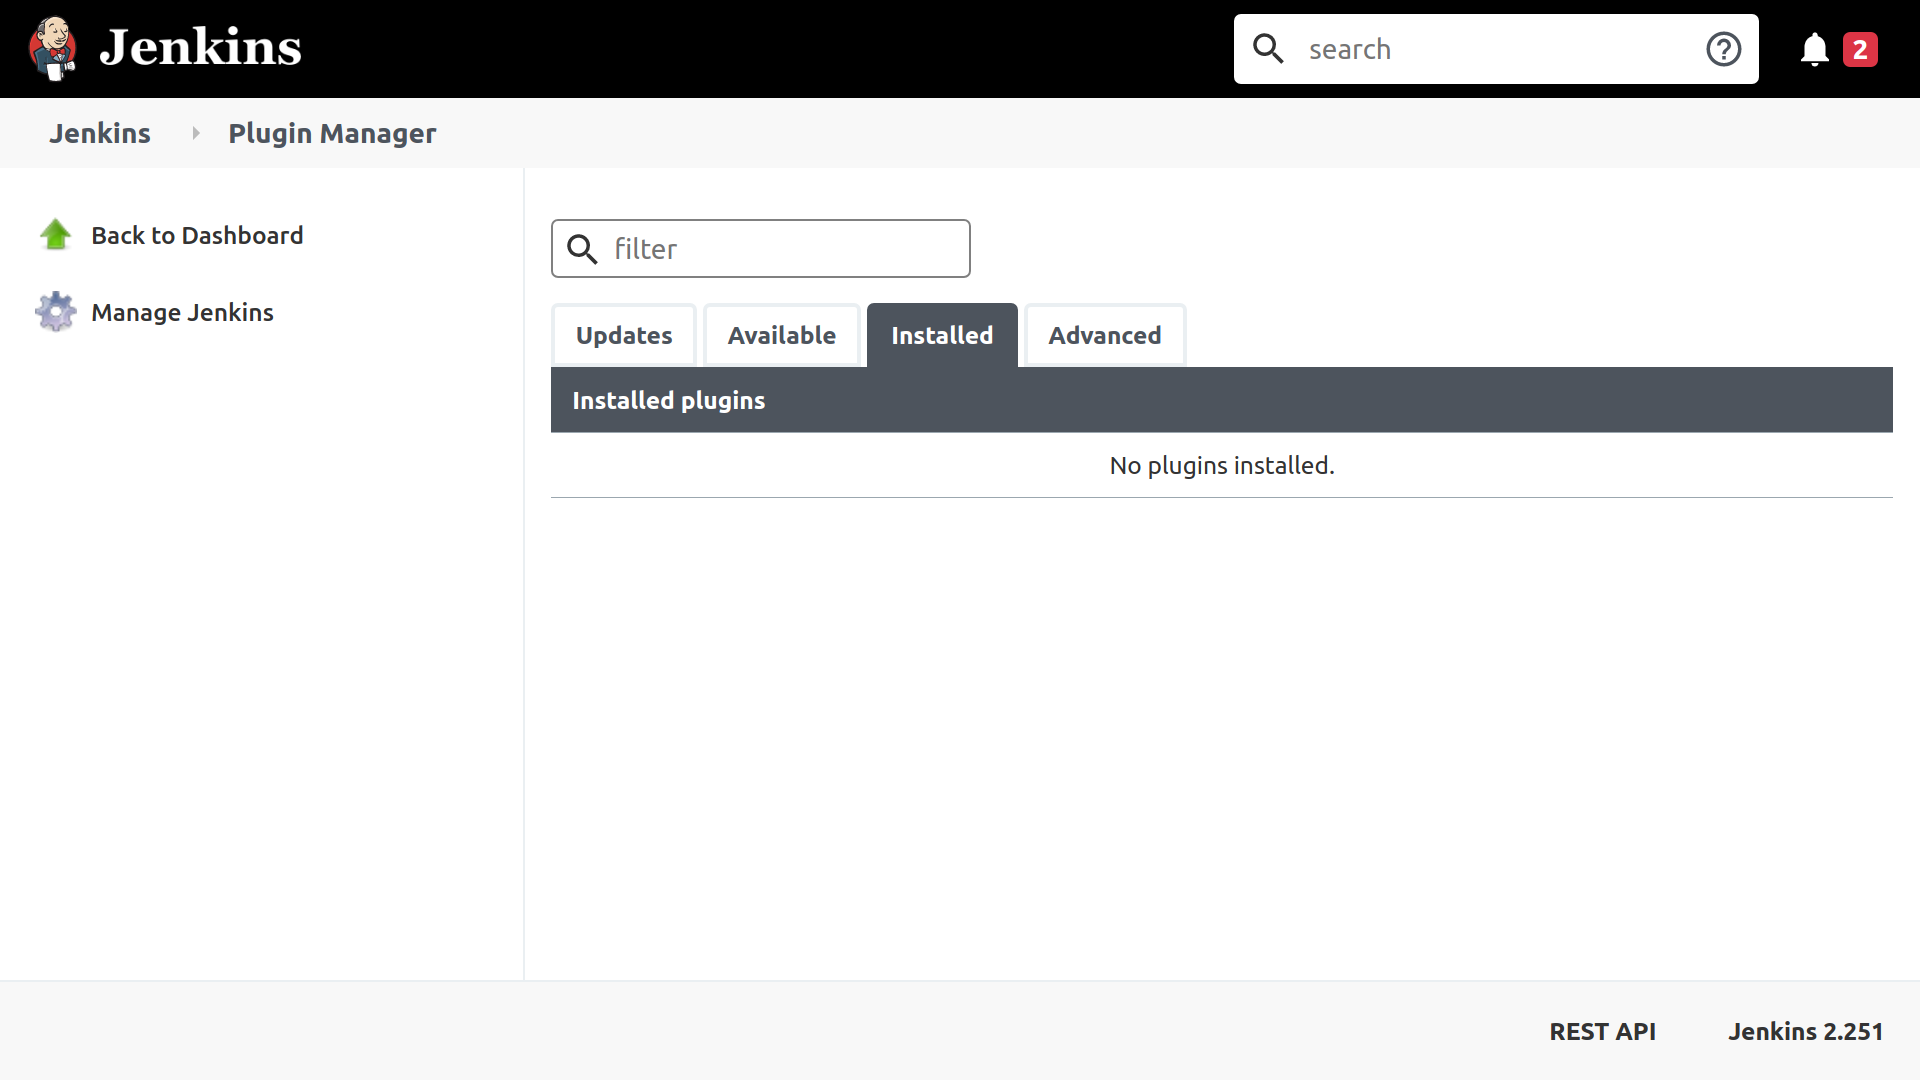 Jenkins
search
2
Jenkins
Plugin Manager
Back to Dashboard
Manage Jenkins
filter
Updates
Available
Installed
Advanced
Installed plugins
No plugins installed.
REST API
Jenkins 2.251